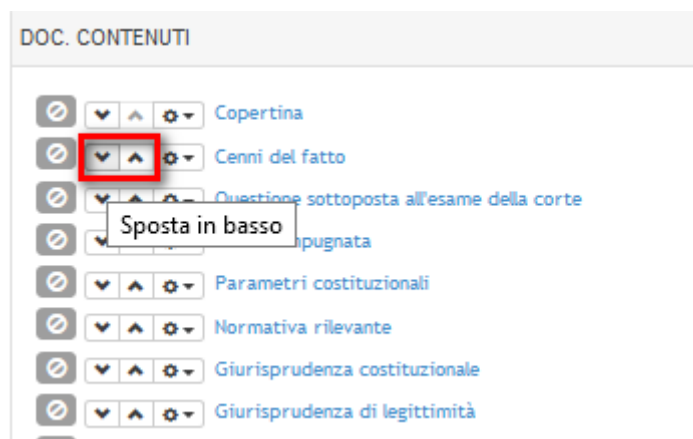 DOC. CONTENUTI
Copertina
Cenni del fatto
Questione sottoposta all'esame della corte
Sposta in basso
pugnata
Parametri costituzionali
Normativa rilevante
Giurisprudenza costituzionale
Giurisprudenza di legittimità